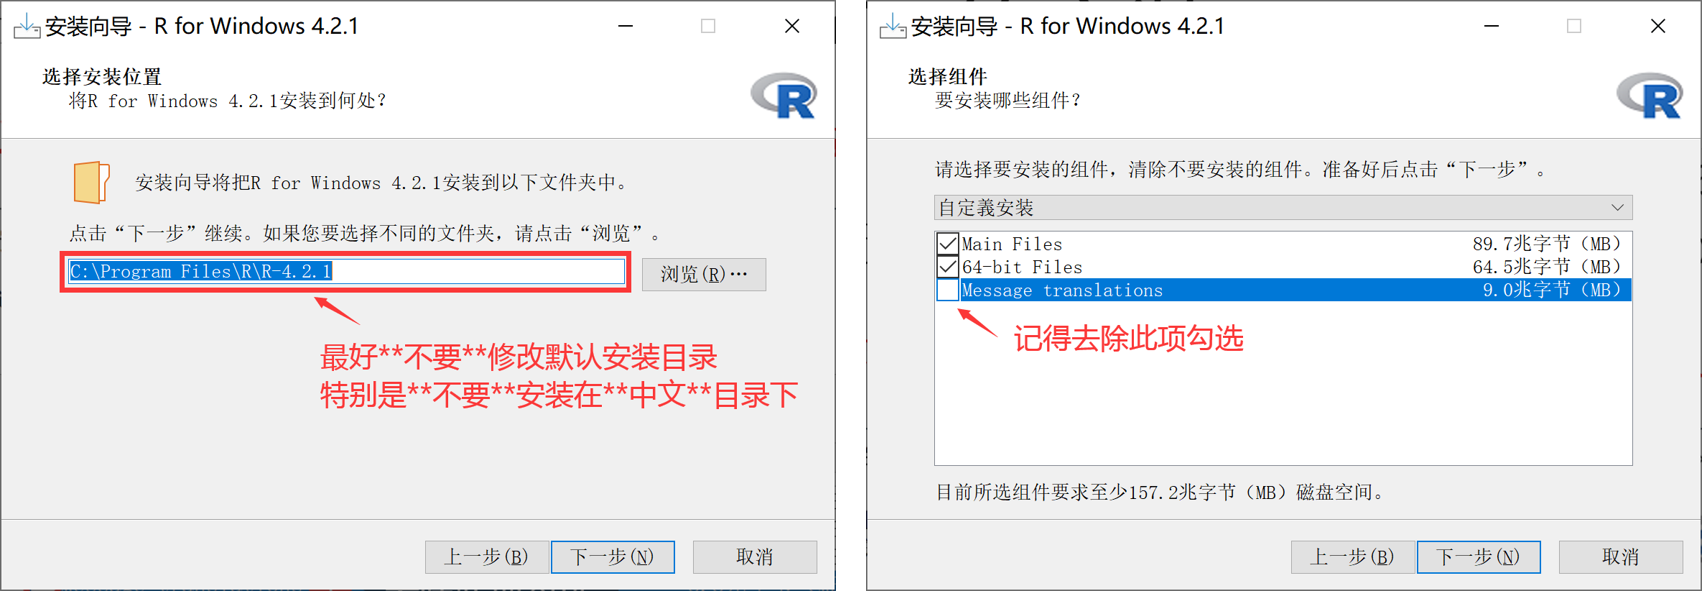 安装向导 - R for Windows 4.2.1
选择安装位置
将R for Windows 4.2.1安装到何处？
R
安装向导将把R for Windows 4.2.1安装到以下文件夹中。
点击“下一步”继续。如果您要选择不同的文件夹，请点击“浏览”。
C:\Program Files\R\R-4.2.1
浏览(R)…
最好**不要**修改默认安装目录
特别是**不要**安装在**中文**目录下
上一步(B)
下一步(N)
取消
安装向导 - R for Windows 4.2.1
选择组件
要安装哪些组件？
R
请选择要安装的组件，清除不要安装的组件。准备好后点击“下一步”。
自定義安装
Main Files 89.7兆字节（MB）
64-bit Files 64.5兆字节（MB）
Message translations 9.0兆字节（MB）
记得去除此项勾选
目前所选组件要求至少157.2兆字节（MB）磁盘空间。
上一步(B)
下一步(N)
取消